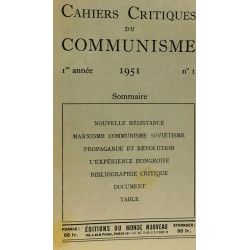 CAHIERS CRITIQUES
DU
COMMUNISME
1re année 1951 n° 1
Sommaire
NOUVELLE RÉSISTANCE
MARXISME COMMUNISME SOVIÉTISME
PROPAGANDE ET RÉVOLUTION
L'EXPÉRIENCE HONGROISE
BIBLIOGRAPHIE CRITIQUE
DOCUMENT
TABLE
FRANCE : ÉDITIONS DU MONDE NOUVEAU ÉTRANGER :
60 fr. 80 fr.